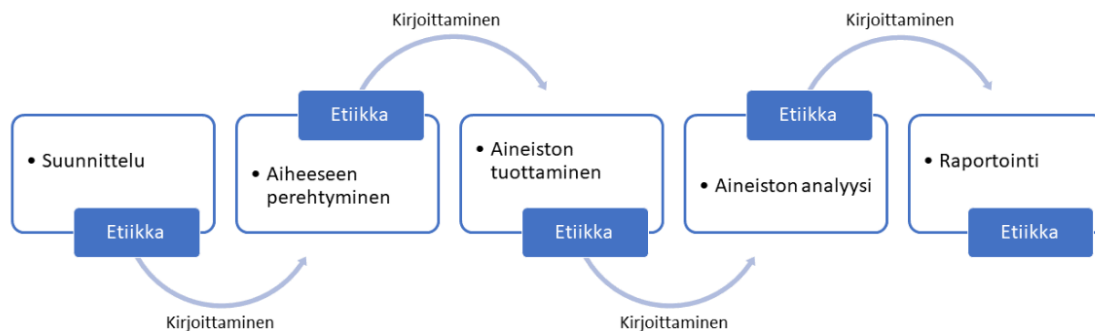 Kirjoittaminen
Kirjoittaminen
Etiikka
Etiikka
• Suunnittelu
• Aiheeseen
perehtyminen
• Aineiston
tuottaminen
• Aineiston analyysi
• Raportointi
Etiikka
Etiikka
Etiikka
Kirjoittaminen
Kirjoittaminen